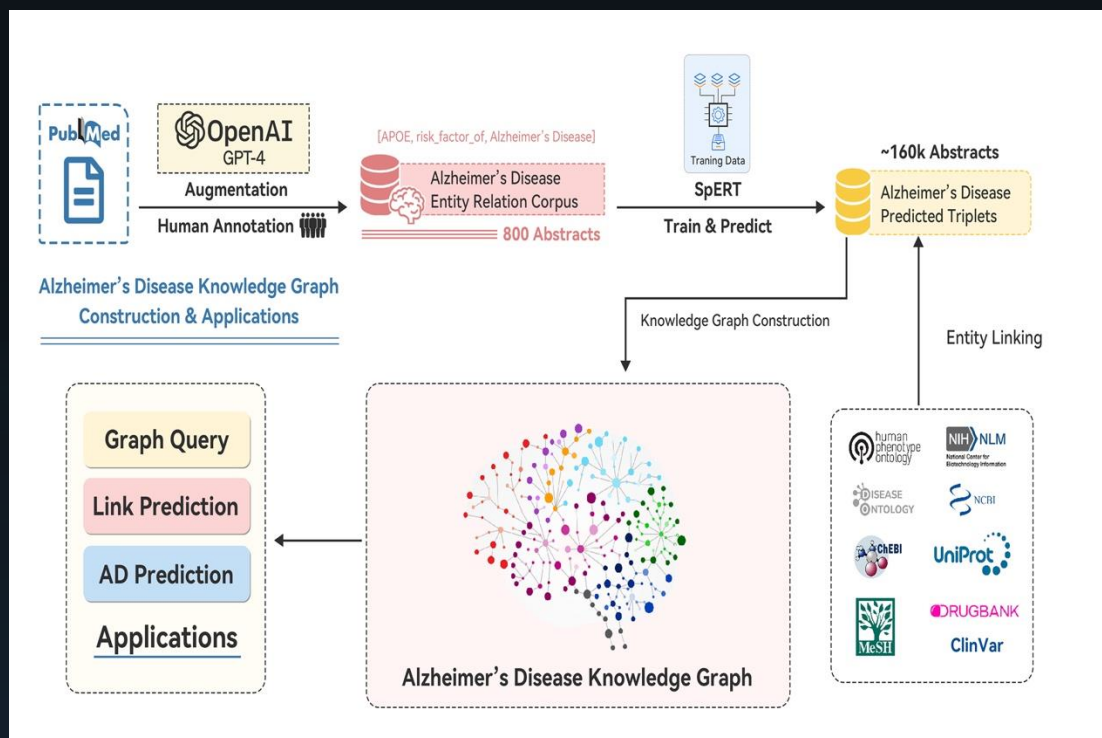 PubMed
OpenAI
GPT-4
Augmentation
Human Annotation
[APOE, risk_factor_of, Alzheimer's Disease]
Alzheimer's Disease
Entity Relation Corpus
800 Abstracts
Traning Data
SpERT
Train & Predict
~160k Abstracts
Alzheimer's Disease
Predicted Triplets
Alzheimer's Disease Knowledge Graph
Construction & Applications
Knowledge Graph Construction
Entity Linking
Graph Query
Link Prediction
AD Prediction
Applications
Alzheimer's Disease Knowledge Graph
human
phenotype
ontology
NIH NLM
National Center for
Biotechnology Information
DISEASE
ONTOLOGY
NCBI
ChEBI
UniProt
MeSH
DRUGBANK
ClinVar